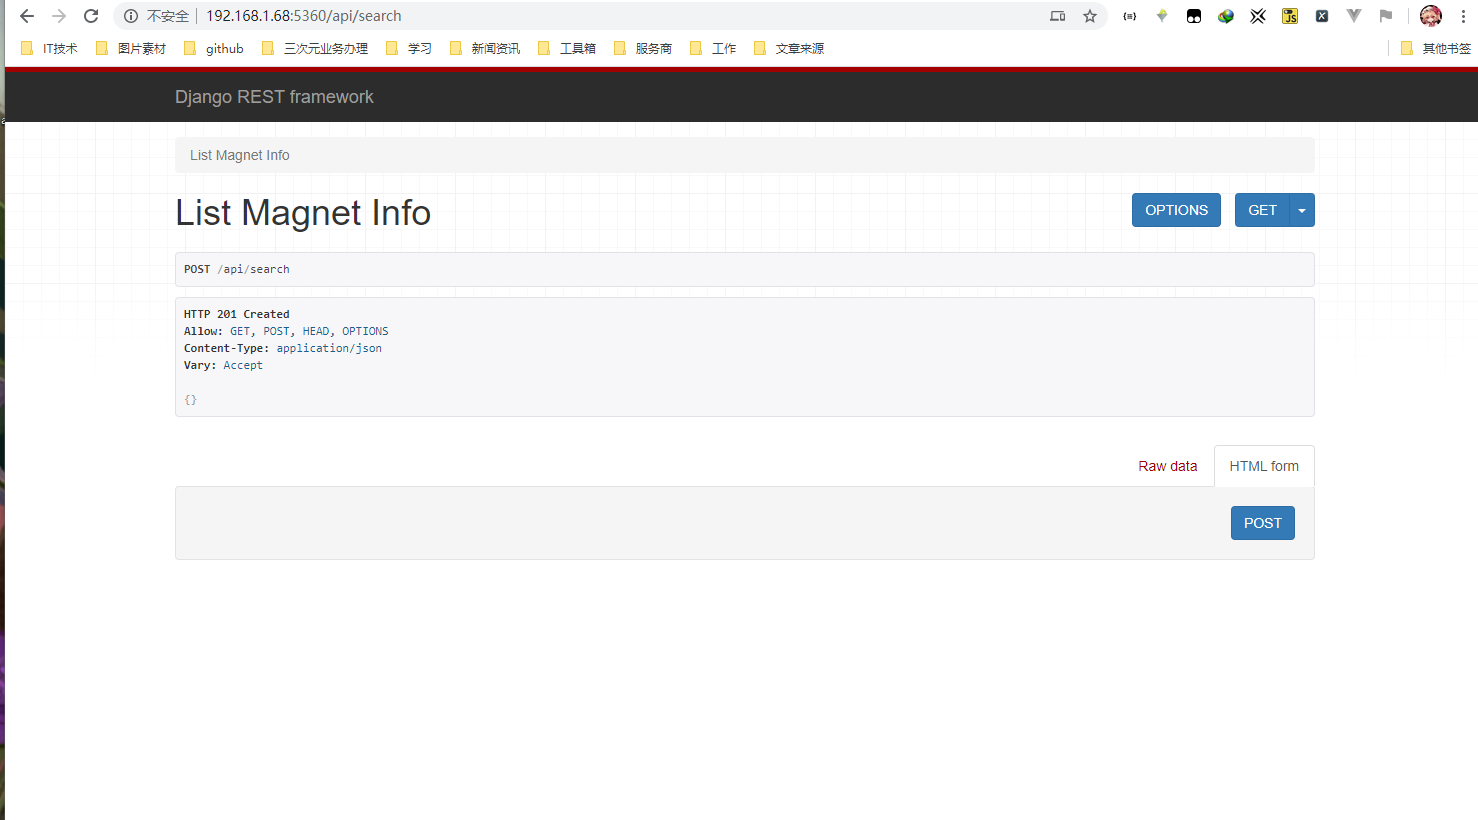 不安全 192.168.1.68:5360/api/search
IT技术 图片素材 github 三次元业务办理 学习 新闻资讯 工具箱 服务商 工作 文章来源 其他书签
Django REST framework
List Magnet Info
List Magnet Info OPTIONS GET
POST /api/search
HTTP 201 Created
Allow: GET, POST, HEAD, OPTIONS
Content-Type: application/json
Vary: Accept
{}
Raw data HTML form
POST